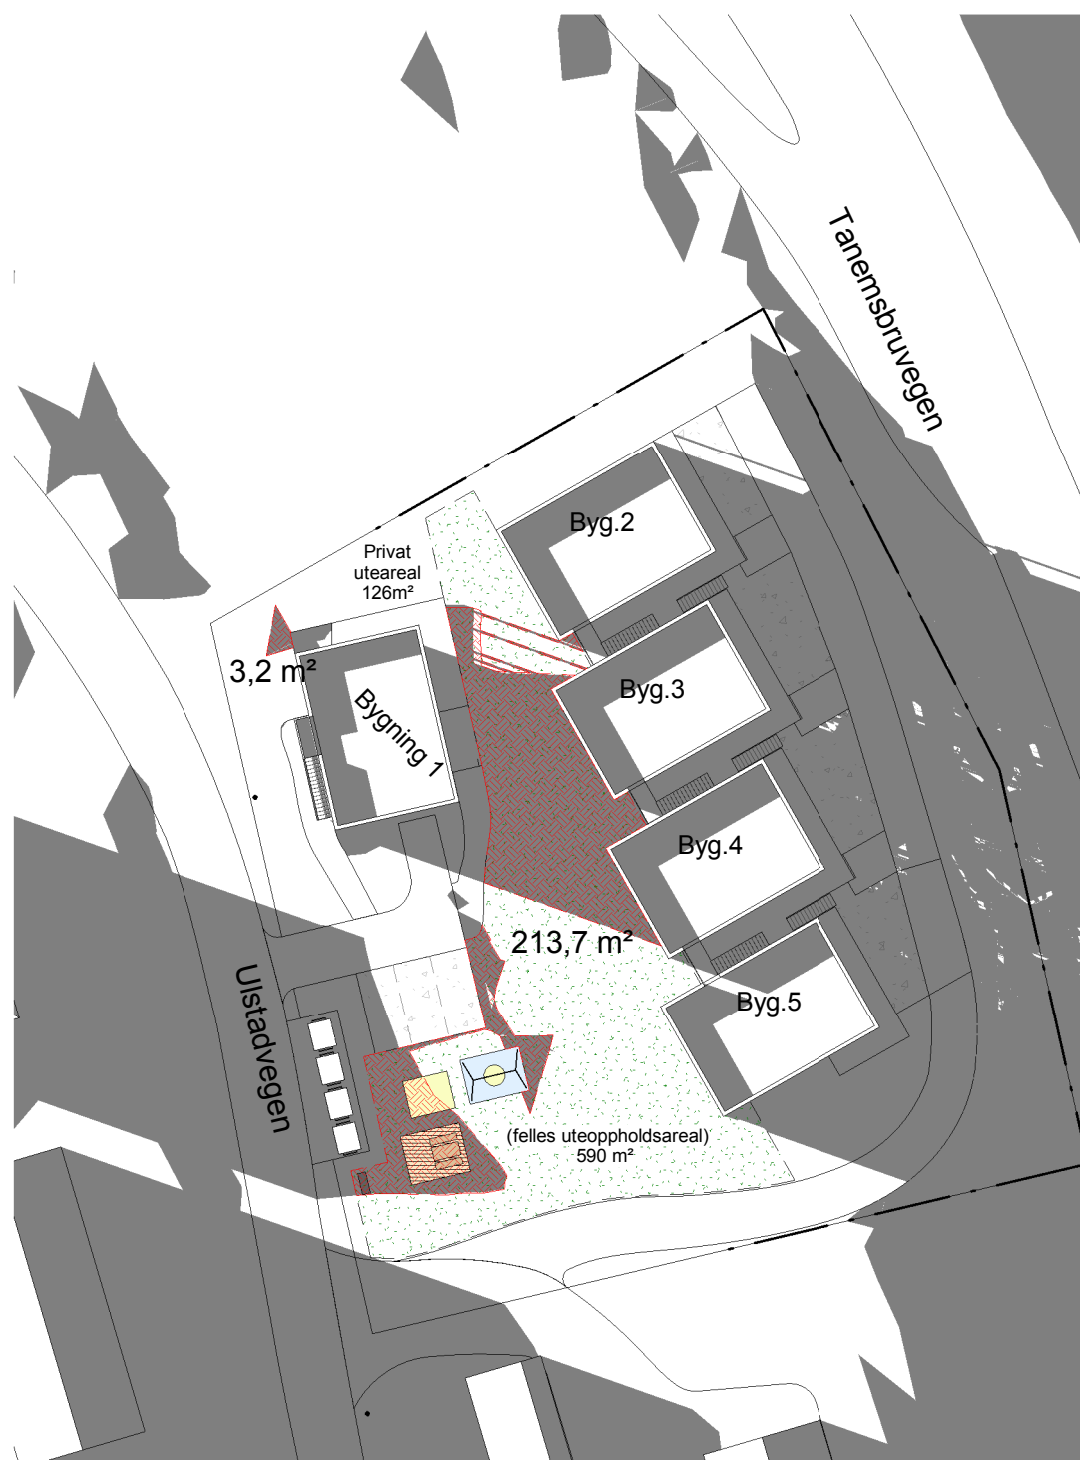 Tanemsbruvegen
Byg.2
Privat
uteareal
126m²
3,2 m²
Byg.3
Bygning 1
Byg.4
213,7 m²
Byg.5
Ulstadvegen
(felles uteoppholdsareal)
590 m²